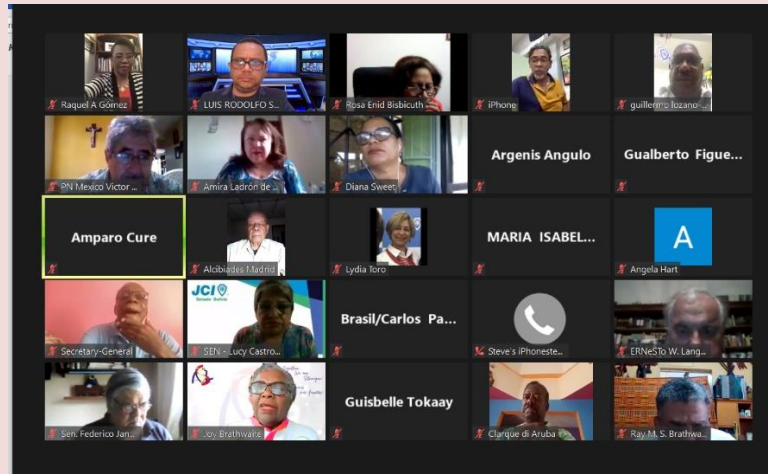 Raquel A Gómez
LUIS RODOLFO S...
Rosa Enid Bisbicuth
iPhone
guillermo lozano
PN Mexico Victor ...
Amira Ladrón de ...
Diana Sweet
Argenis Angulo
Gualberto Figue...
Amparo Cure
Alcibiades Madrid
Lydia Toro
MARIA ISABEL...
A
Angela Hart
Secretary-General
JCI
SEN - Lucy Castro...
Brasil/Carlos Pa...
Steve's iPhoneste...
ERNeSTo W. Lang...
Sen. Federico Jan...
Joy Brathwaite
Guisbelle Tokaay
Clarque di Aruba
Ray M. S. Brathwa...